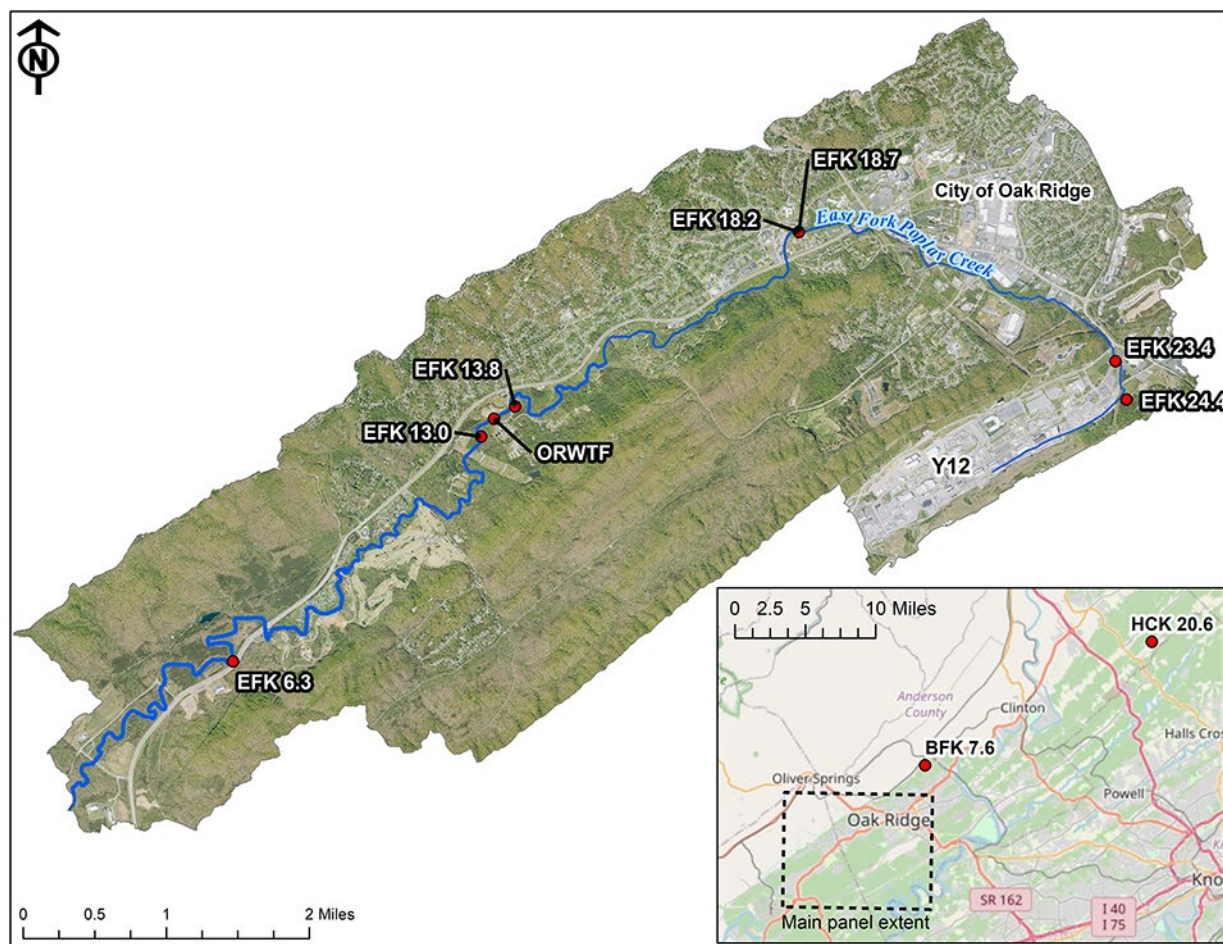 N
EFK 18.7
City of Oak Ridge
EFK 18.2
East Fork Poplar Creek
EFK 23.4
EFK 13.8
EFK 24.4
EFK 13.0
ORWTF
Y12
EFK 6.3
0 2.5 5 10 Miles
HCK 20.6
Anderson
County
Clinton
Halls Cros
BFK 7.6
Oliver Springs
Powell
Oak Ridge
Kno
SR 162
I 40
I 75
Main panel extent
0 0.5 1 2 Miles